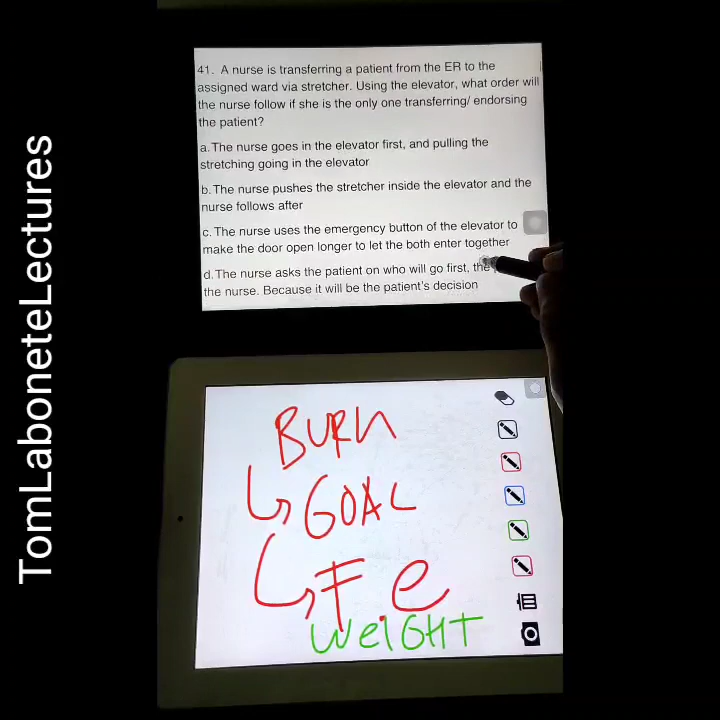 TomLaboneteLectures
41. A nurse is transferring a patient from the ER to the
assigned ward via stretcher. Using the elevator, what order will
the nurse follow if she is the only one transferring/ endorsing
the patient?
a. The nurse goes in the elevator first, and pulling the
stretching going in the elevator
b. The nurse pushes the stretcher inside the elevator and the
nurse follows after
c. The nurse uses the emergency button of the elevator to
make the door open longer to let the both enter together
d. The nurse asks the patient on who will go first, the
the nurse. Because it will be the patient's decision
BURN
GOAL
F.e
WeiGHT